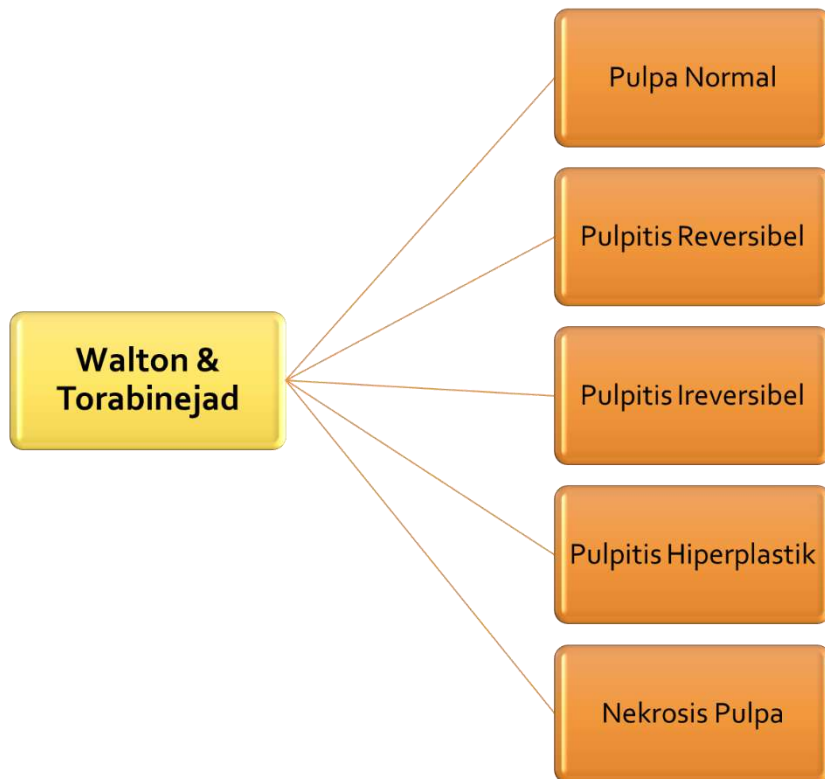 Walton &
Torabinejad
Pulpa Normal
Pulpitis Reversibel
Pulpitis Ireversibel
Pulpitis Hiperplastik
Nekrosis Pulpa